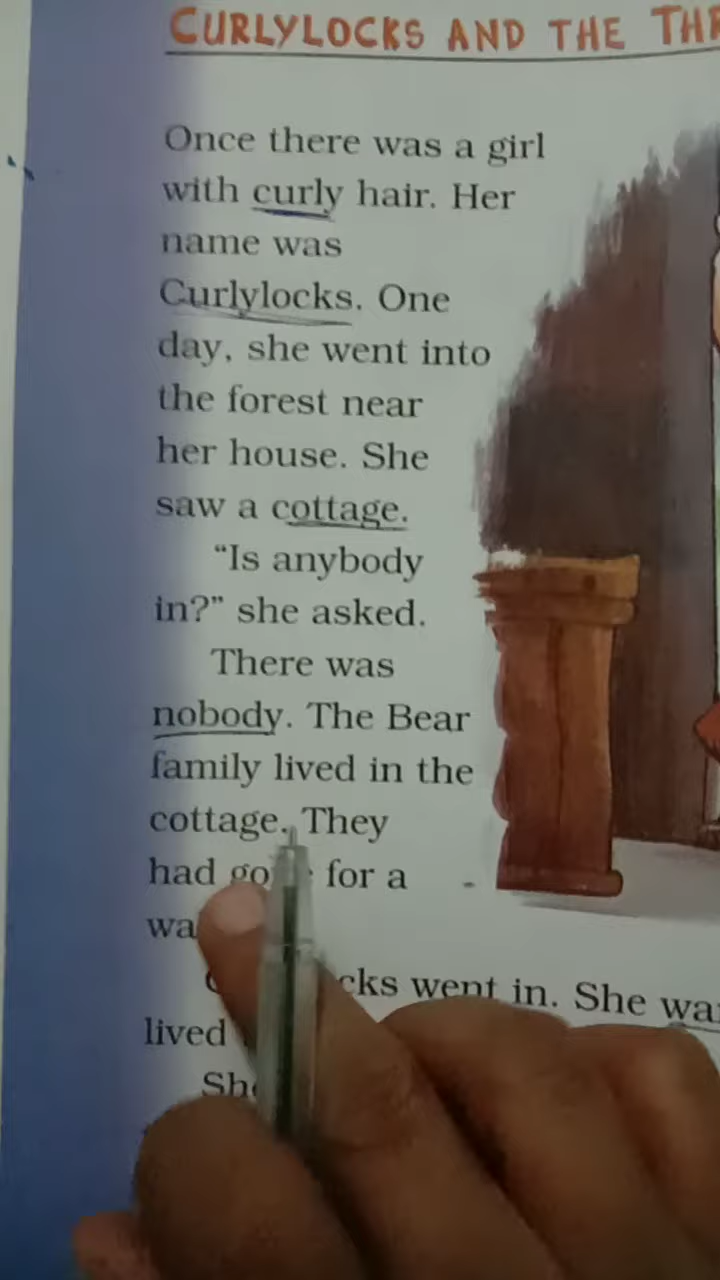 CURLYLOCKS AND THE
Once there was a girl
with curly hair. Her
name was
Curlylocks. One
day, she went into
the forest near
her house. She
saw a cottage.
“Is anybody
in?” she asked.
There was
nobody. The Bear
family lived in the
cottage. They
had for a
went in. She
lived